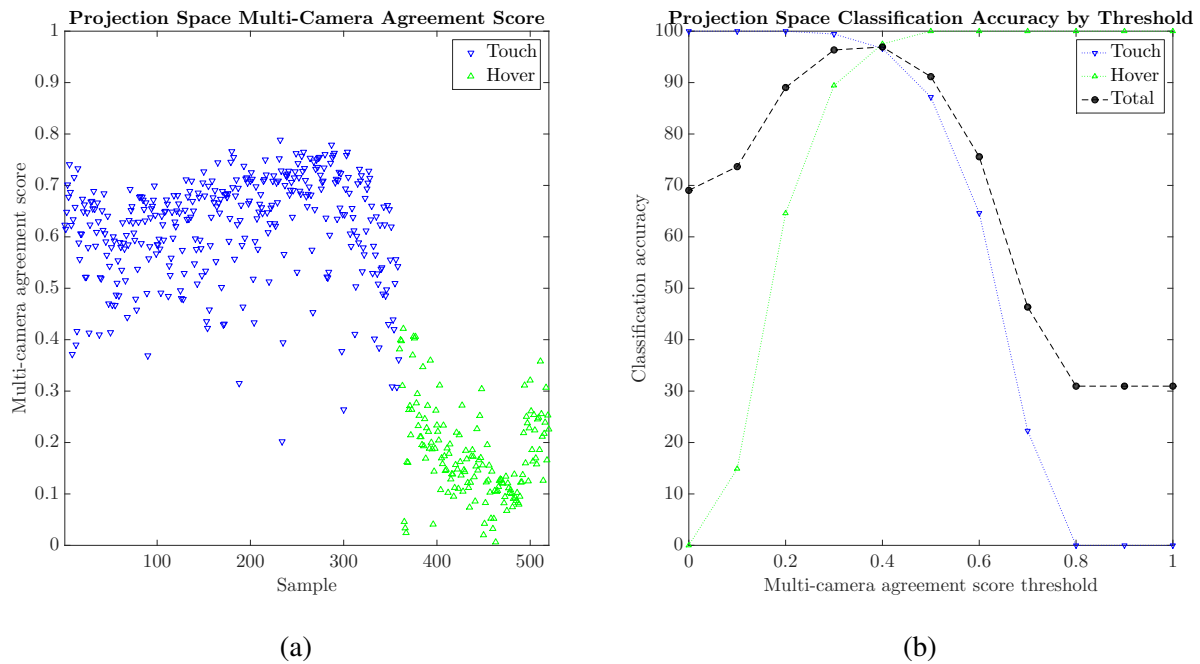 Projection Space Multi-Camera Agreement Score
1
0.9
0.8
0.7
0.6
0.5
0.4
0.3
0.2
0.1
0
Multi-camera agreement score
Touch
Hover
100 200 300 400 500
Sample
(a)
Projection Space Classification Accuracy by Threshold
100
90
80
70
60
50
40
30
20
10
0
Classification accuracy
Touch
Hover
Total
0 0.2 0.4 0.6 0.8 1
Multi-camera agreement score threshold
(b)